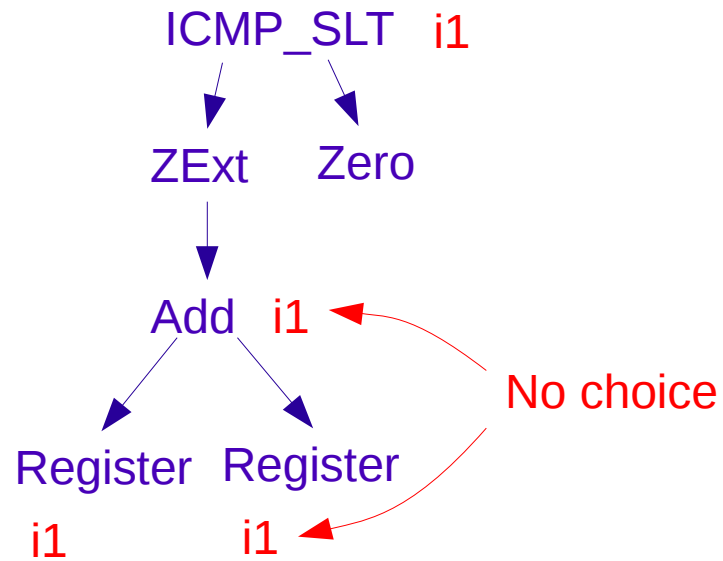 ICMP_SLT i1
ZExt Zero
Add i1
No choice
Register Register
i1 i1